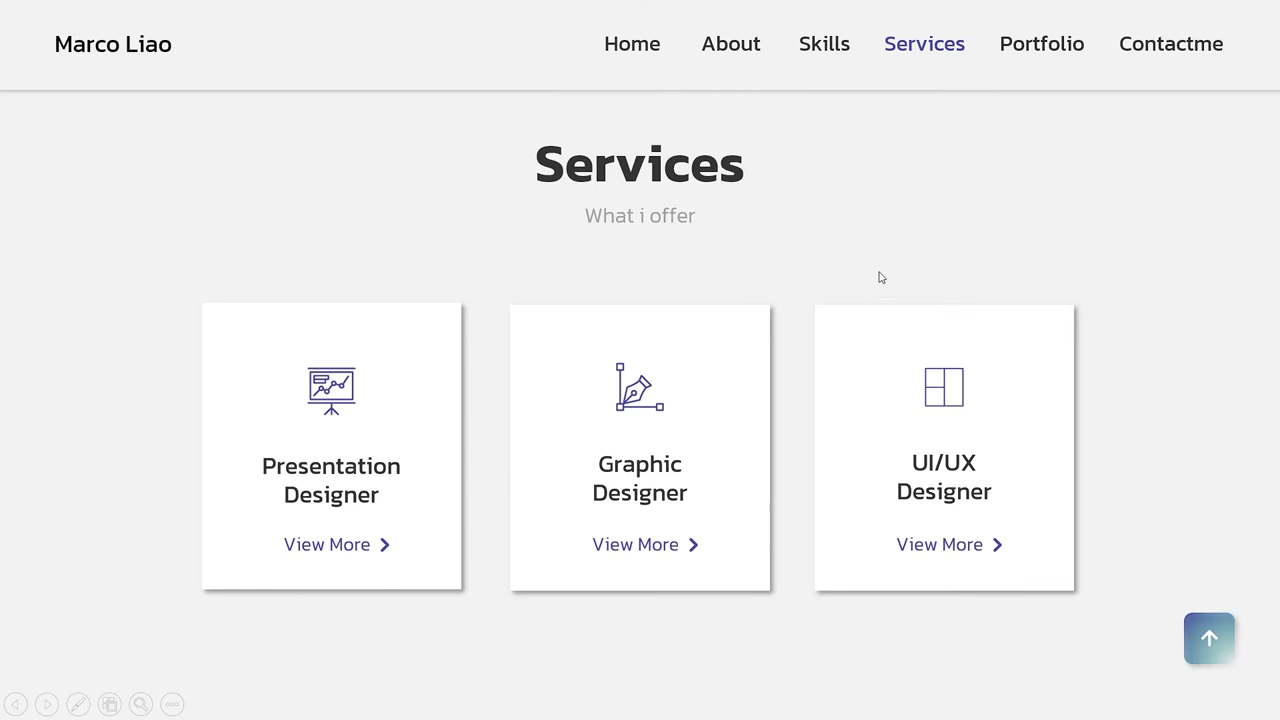 Marco Liao
Home About Skills Services Portfolio Contactme
Services
What i offer
Presentation
Designer
View More
Graphic
Designer
View More
UI/UX
Designer
View More